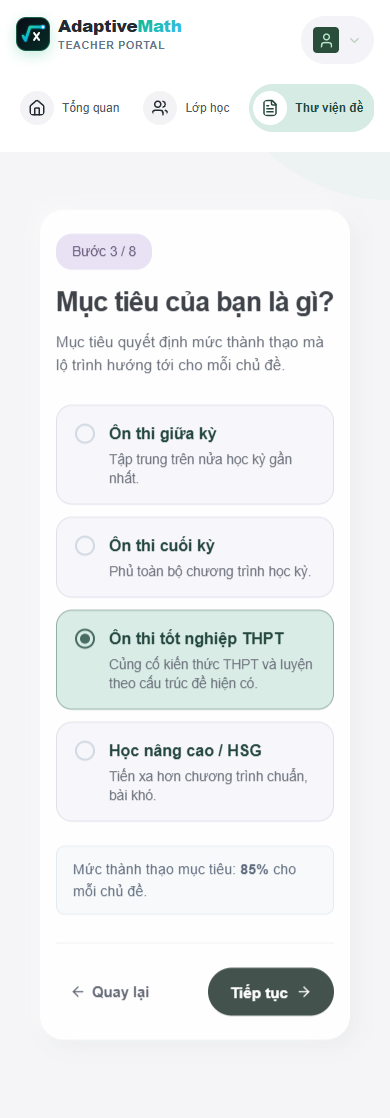 AdaptiveMath
TEACHER PORTAL
Tổng quan
Lớp học
Thư viện đề
Bước 3 / 8
Mục tiêu của bạn là gì?
Mục tiêu quyết định mức thành thạo mà
lộ trình hướng tới cho mỗi chủ đề.
Ôn thi giữa kỳ
Tập trung trên nửa học kỳ gần
nhất.
Ôn thi cuối kỳ
Phủ toàn bộ chương trình học kỳ.
Ôn thi tốt nghiệp THPT
Củng cố kiến thức THPT và luyện
theo cấu trúc đề hiện có.
Học nâng cao / HSG
Tiến xa hơn chương trình chuẩn,
bài khó.
Mức thành thạo mục tiêu: 85% cho
mỗi chủ đề.
← Quay lại
Tiếp tục →